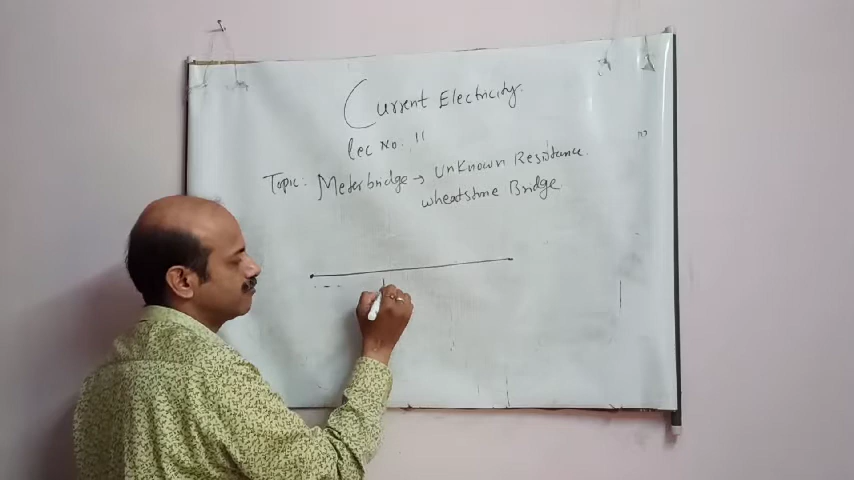 Current Electricity.
Lec No. 11
Topic: Meterbridge → Unknown Resistance.
Wheatstone Bridge.